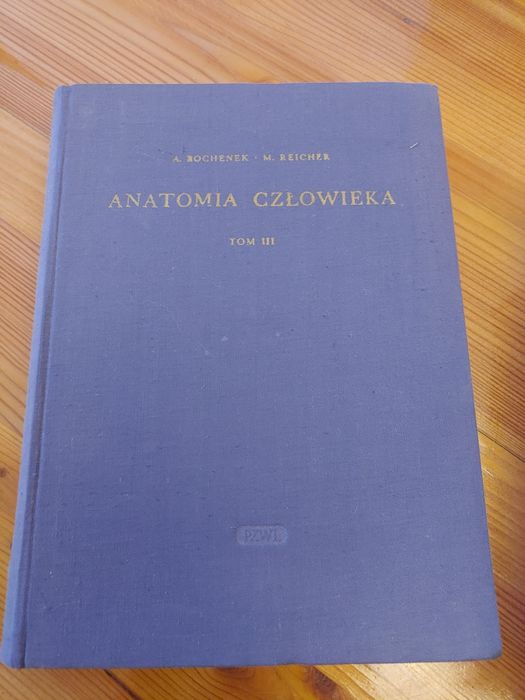 A. BOCHENEK · M. REICHER
ANATOMIA CZŁOWIEKA
TOM III
PZWL